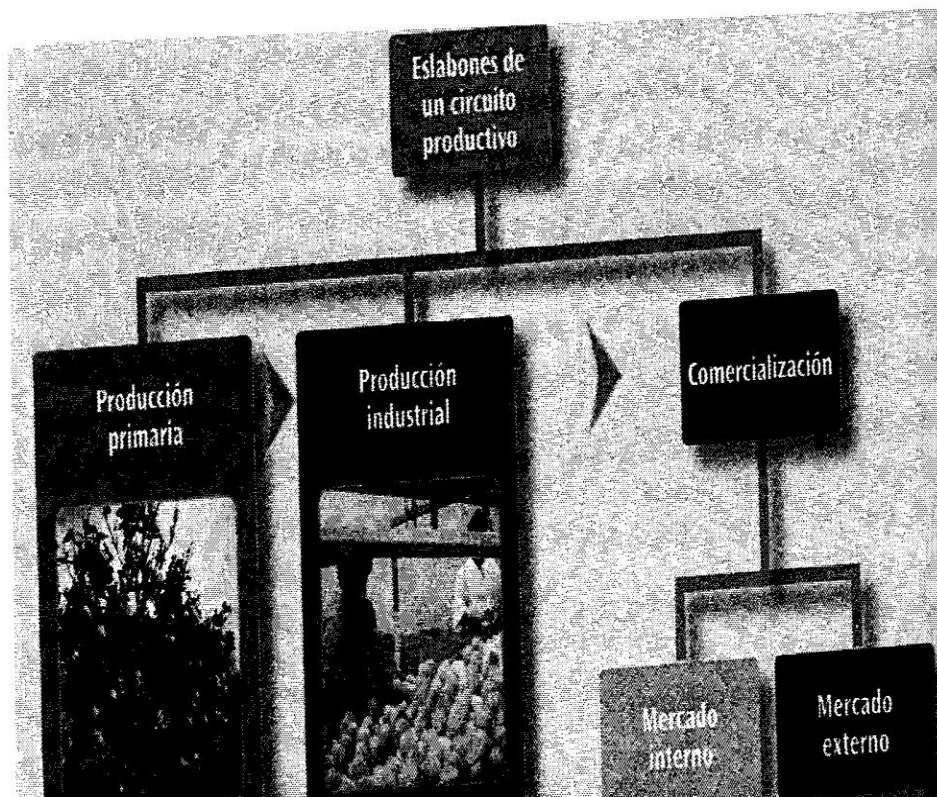 Eslabones de
un circuito
productivo
Producción
primaria
Producción
industrial
Comercialización
Mercado
interno
Mercado
externo